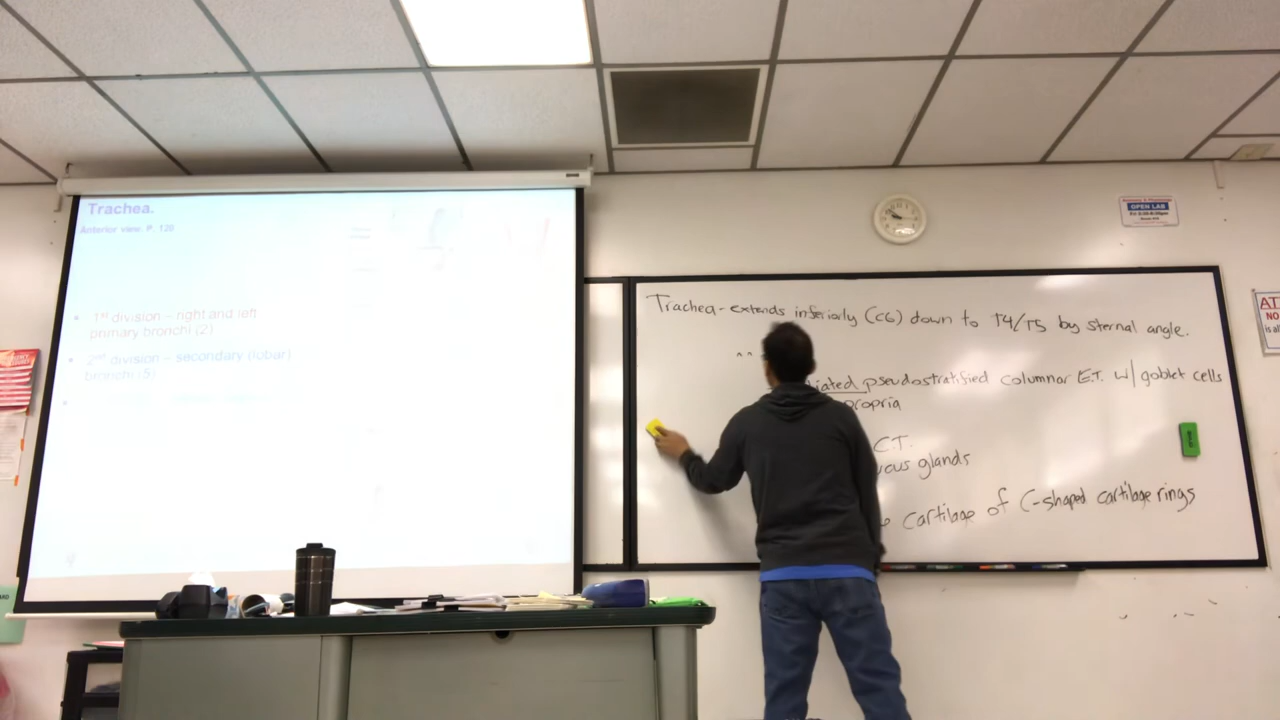 Trachea.
Anterior view. P. 120
1st division – right and left
primary bronchi (2)
2nd division – secondary (lobar)
bronchi (5)
Trachea - extends inferiorly (C6) down to T4/T5 by sternal angle.
pseudostratified columnar E.T. w/ goblet cells
propria
C.T.
glands
cartilage of C-shaped cartilage rings
OPEN LAB
NO